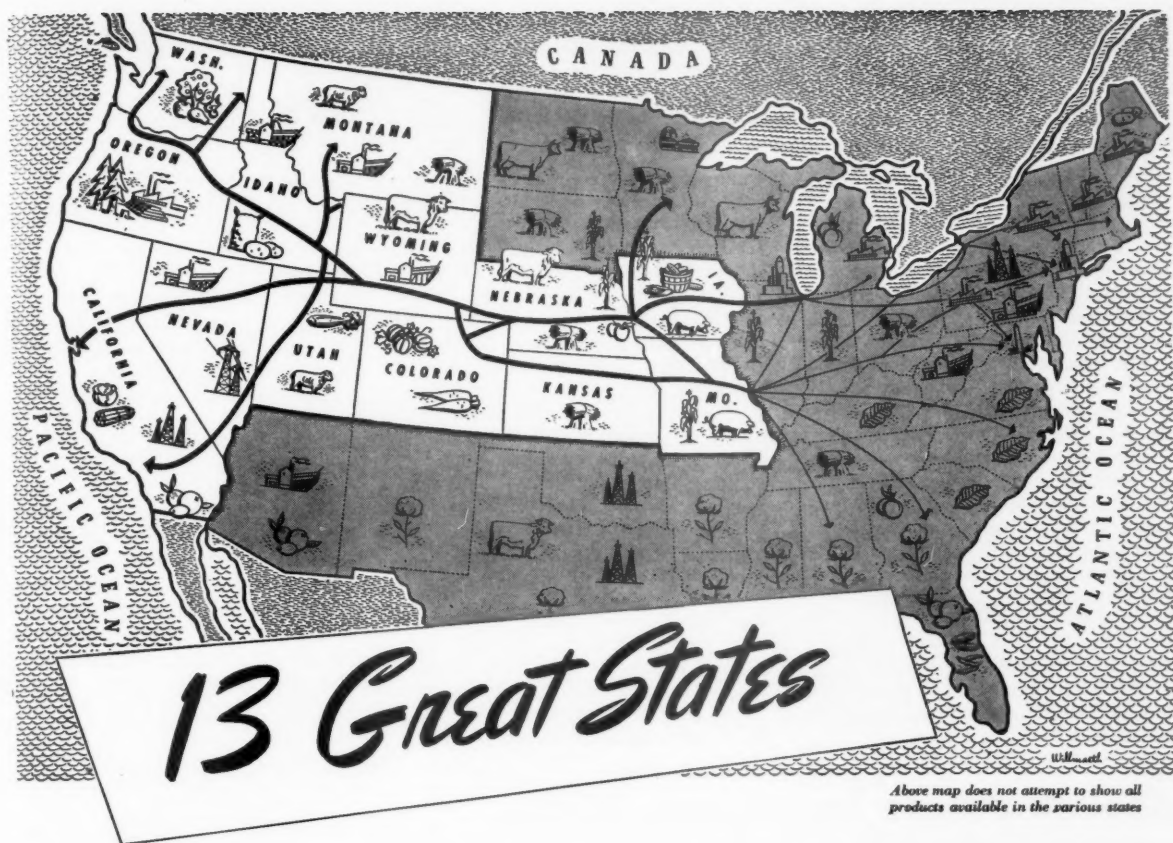 CANADA
WASH.
MONTANA
OREGON
IDAHO
WYOMING
NEBRASKA
IA.
CALIFORNIA
NEVADA
UTAH
COLORADO
KANSAS
MO.
PACIFIC OCEAN
ATLANTIC OCEAN
13 Great States
Above map does not attempt to show all
products available in the various states